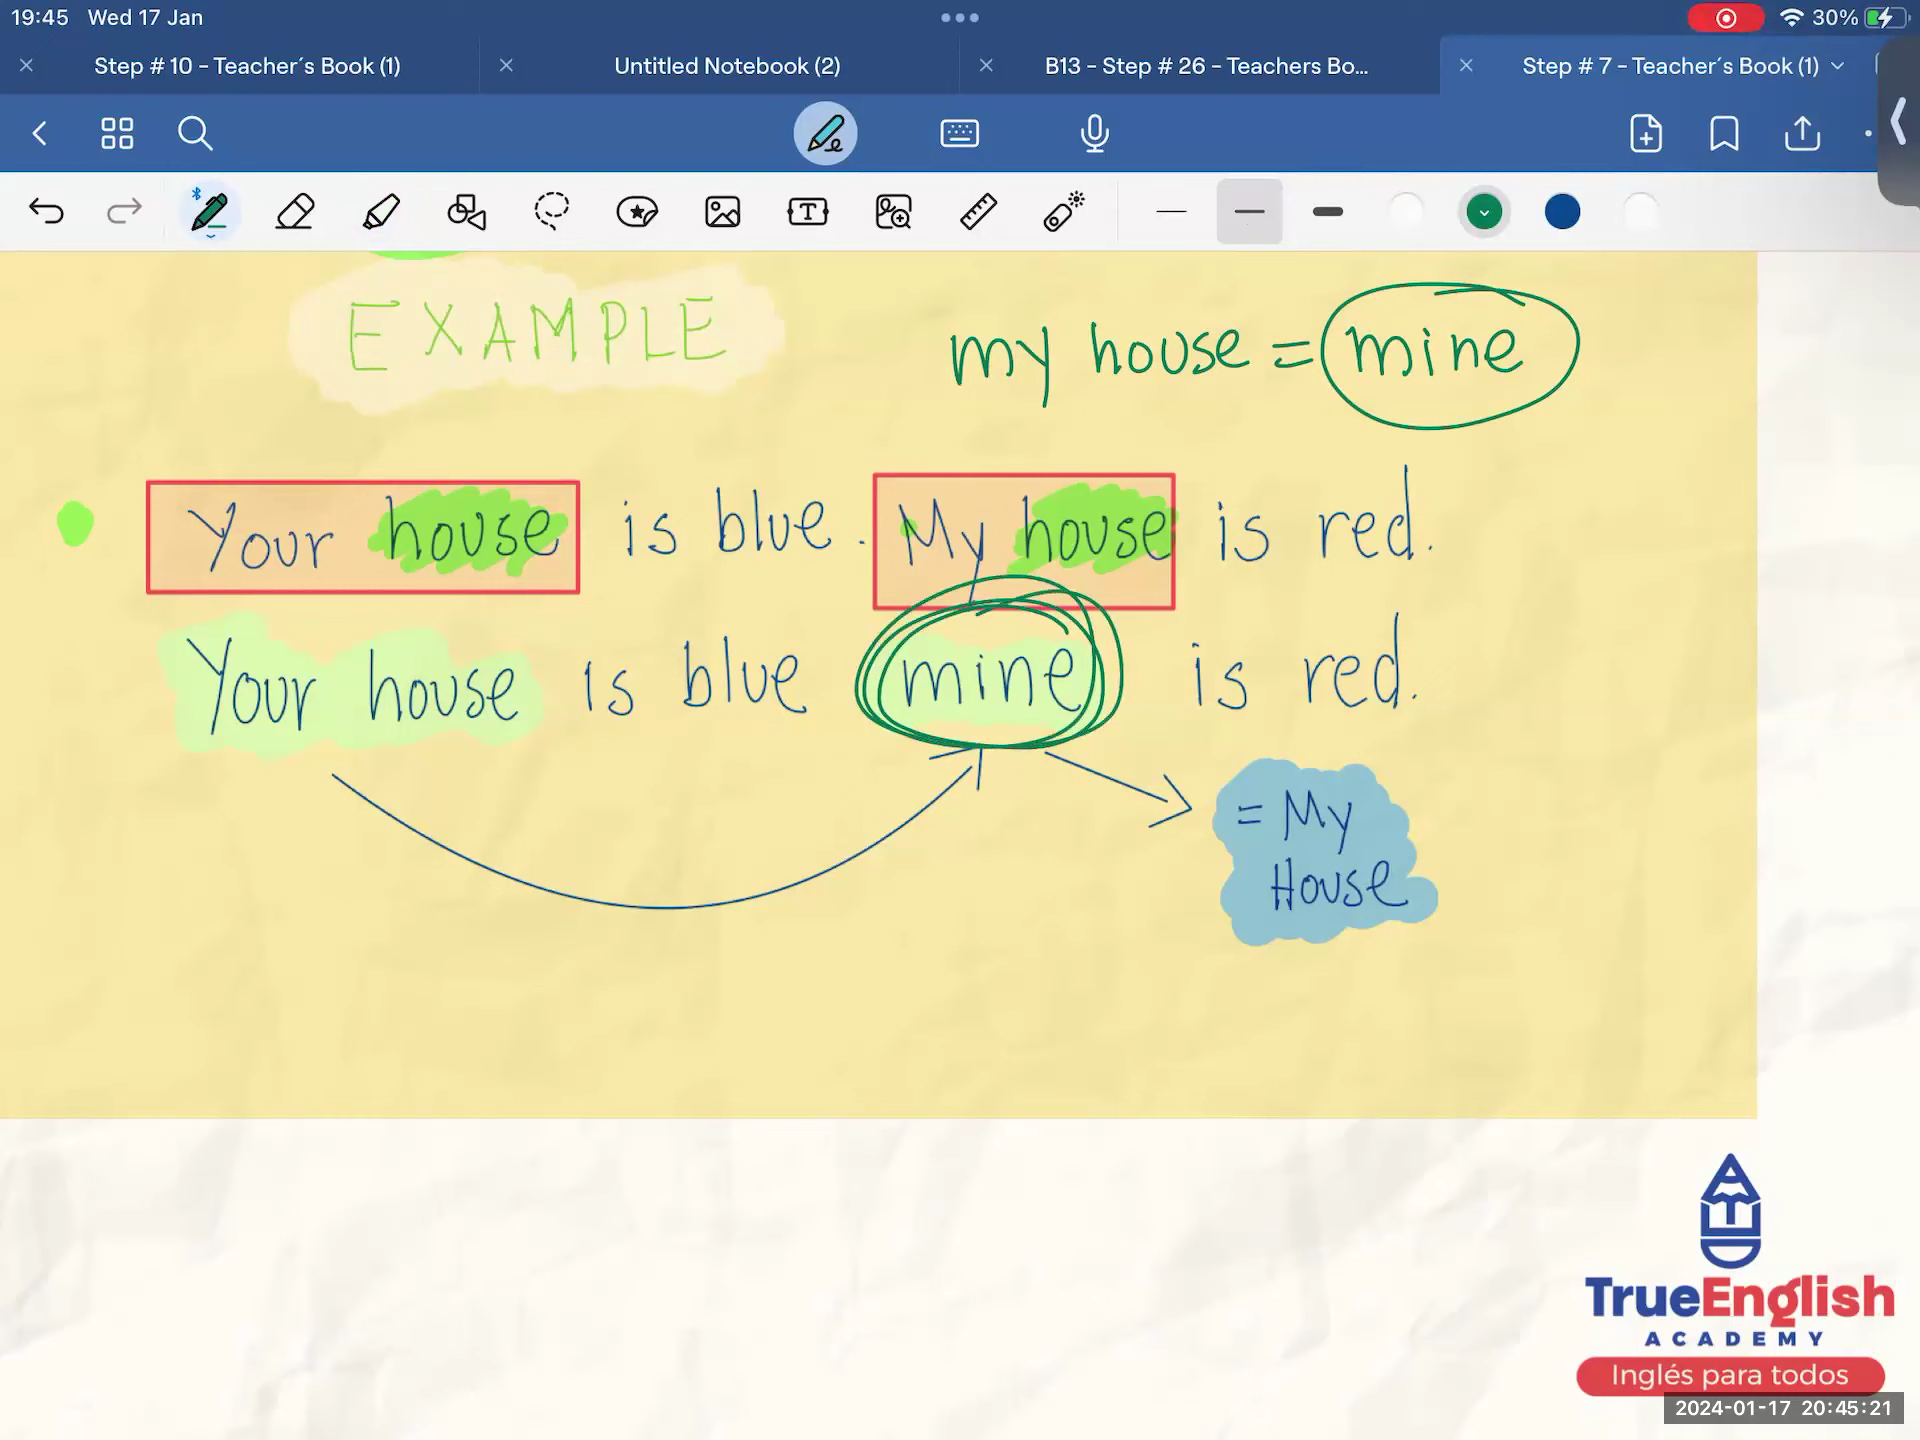 19:45 Wed 17 Jan
30%
Step # 10 - Teacher´s Book (1)
Untitled Notebook (2)
B13 - Step # 26 - Teachers Bo...
Step # 7 - Teacher´s Book (1)
EXAMPLE
my house = mine
Your house is blue. My house is red.
Your house is blue mine is red.
= My
House
TrueEnglish
ACADEMY
Inglés para todos
2024-01-17 20:45:21